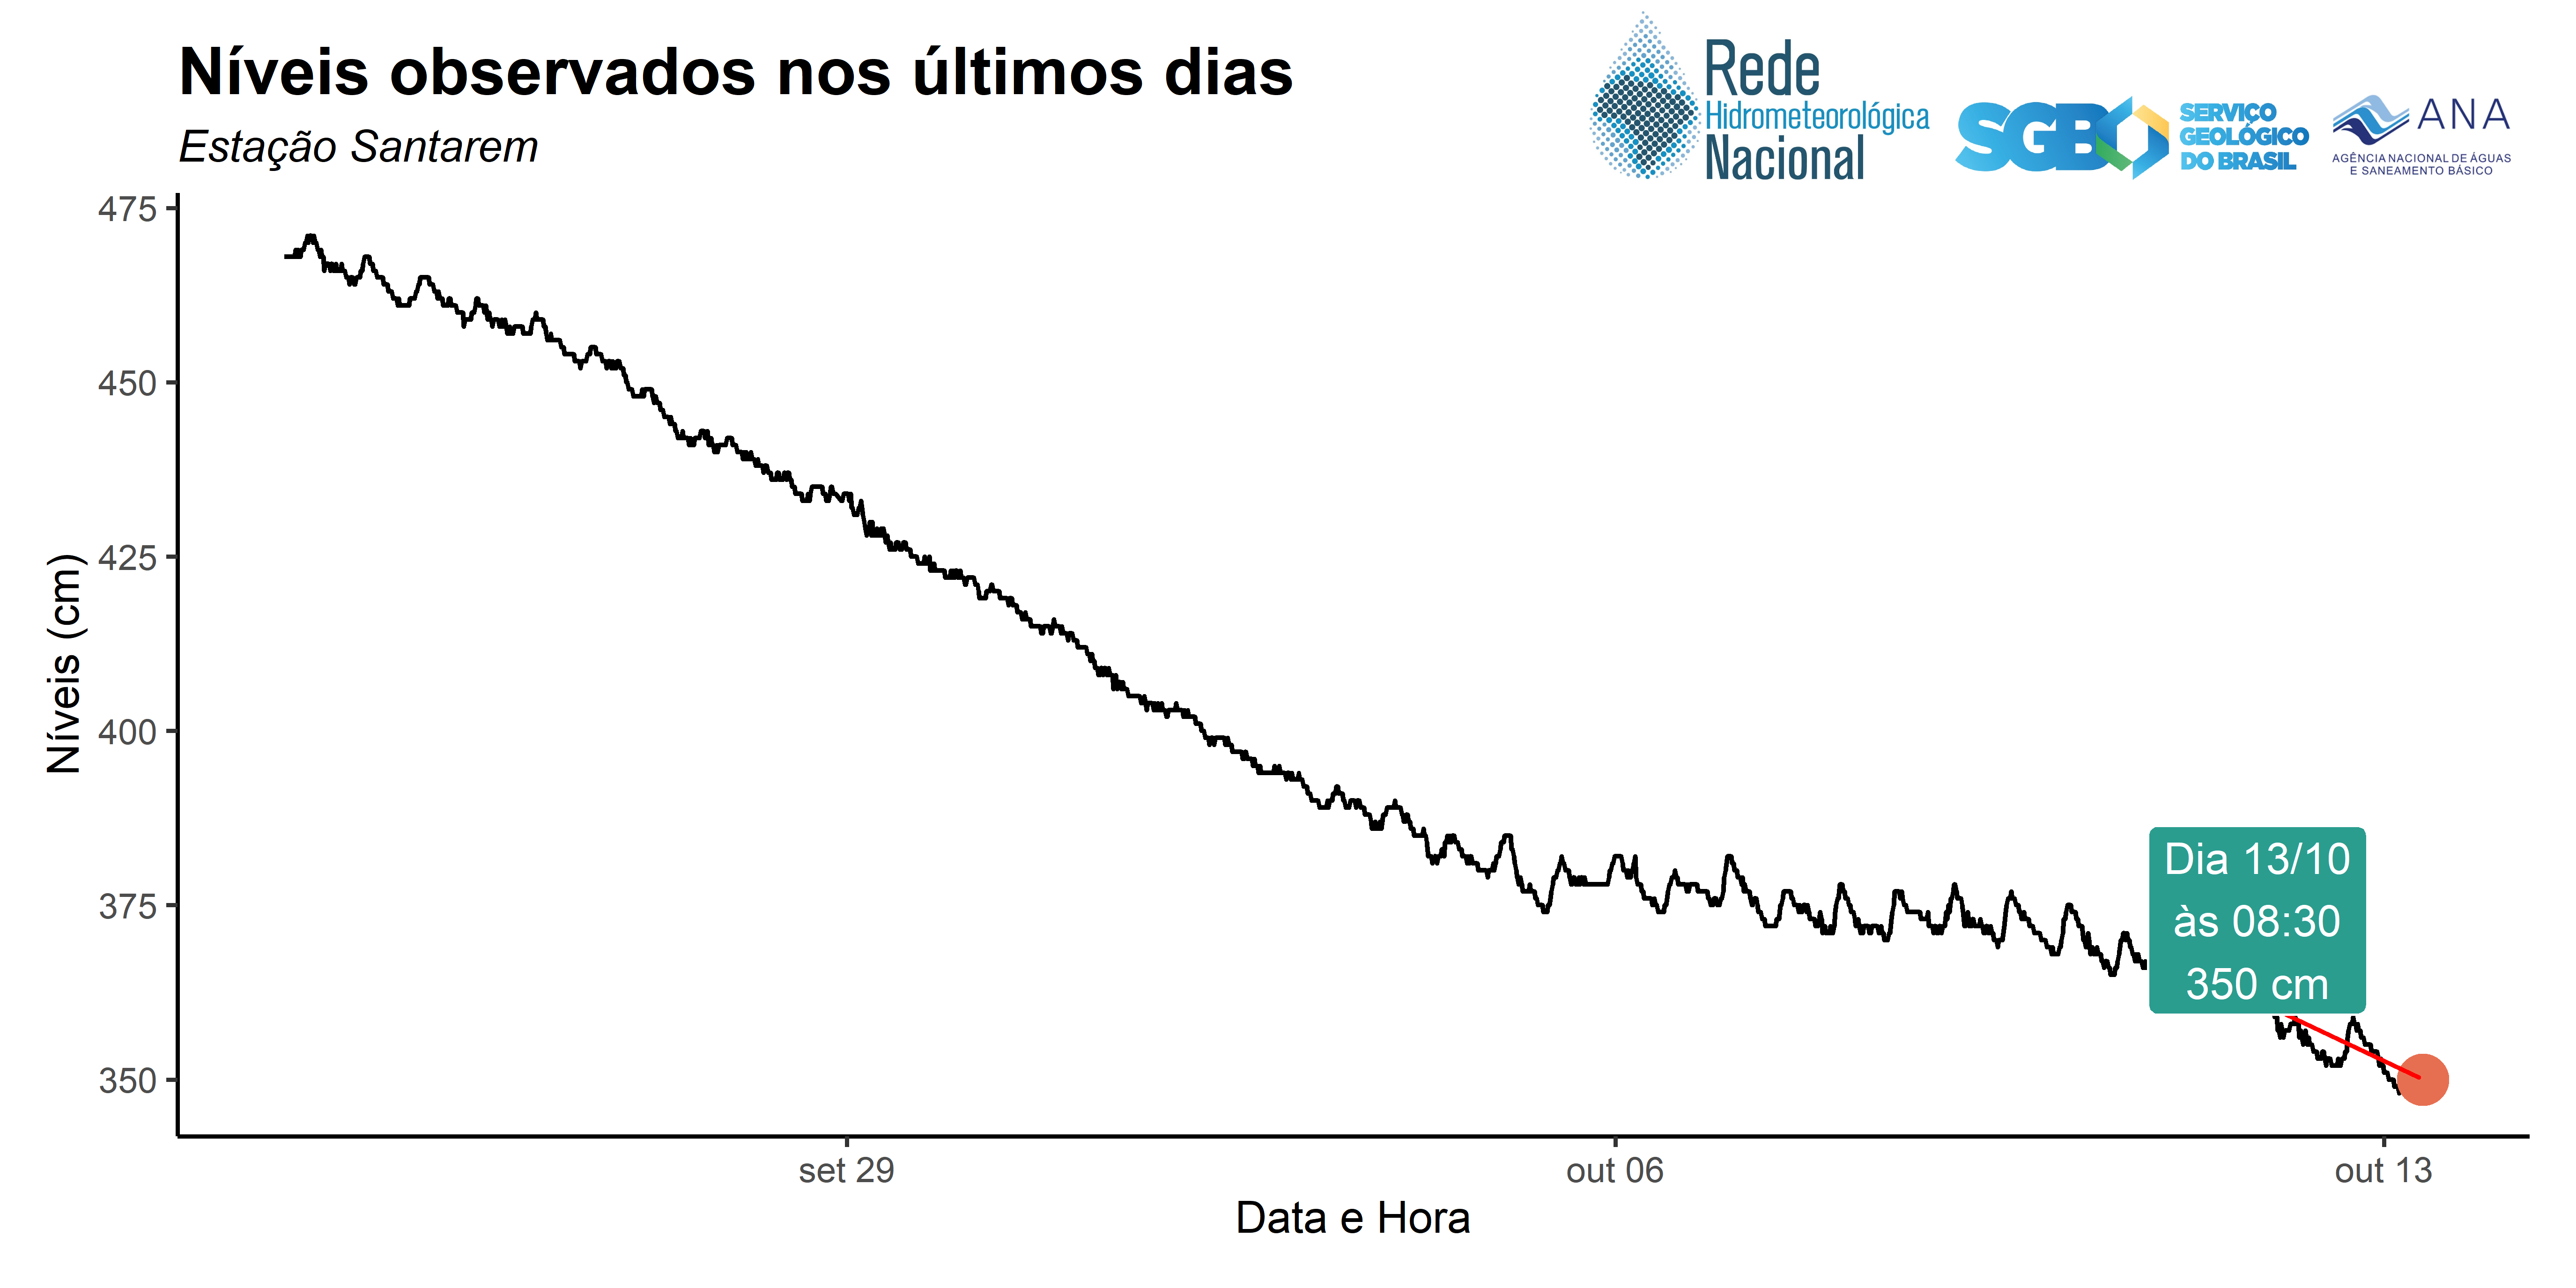 Níveis observados nos últimos dias
Estação Santarem
Rede
Hidrometeorológica
Nacional
SGB
SERVIÇO
GEOLÓGICO
DO BRASIL
ANA
AGÊNCIA NACIONAL DE ÁGUAS
E SANEAMENTO BÁSICO
Níveis (cm)
475
450
425
400
375
350
Dia 13/10
às 08:30
350 cm
set 29
out 06
out 13
Data e Hora